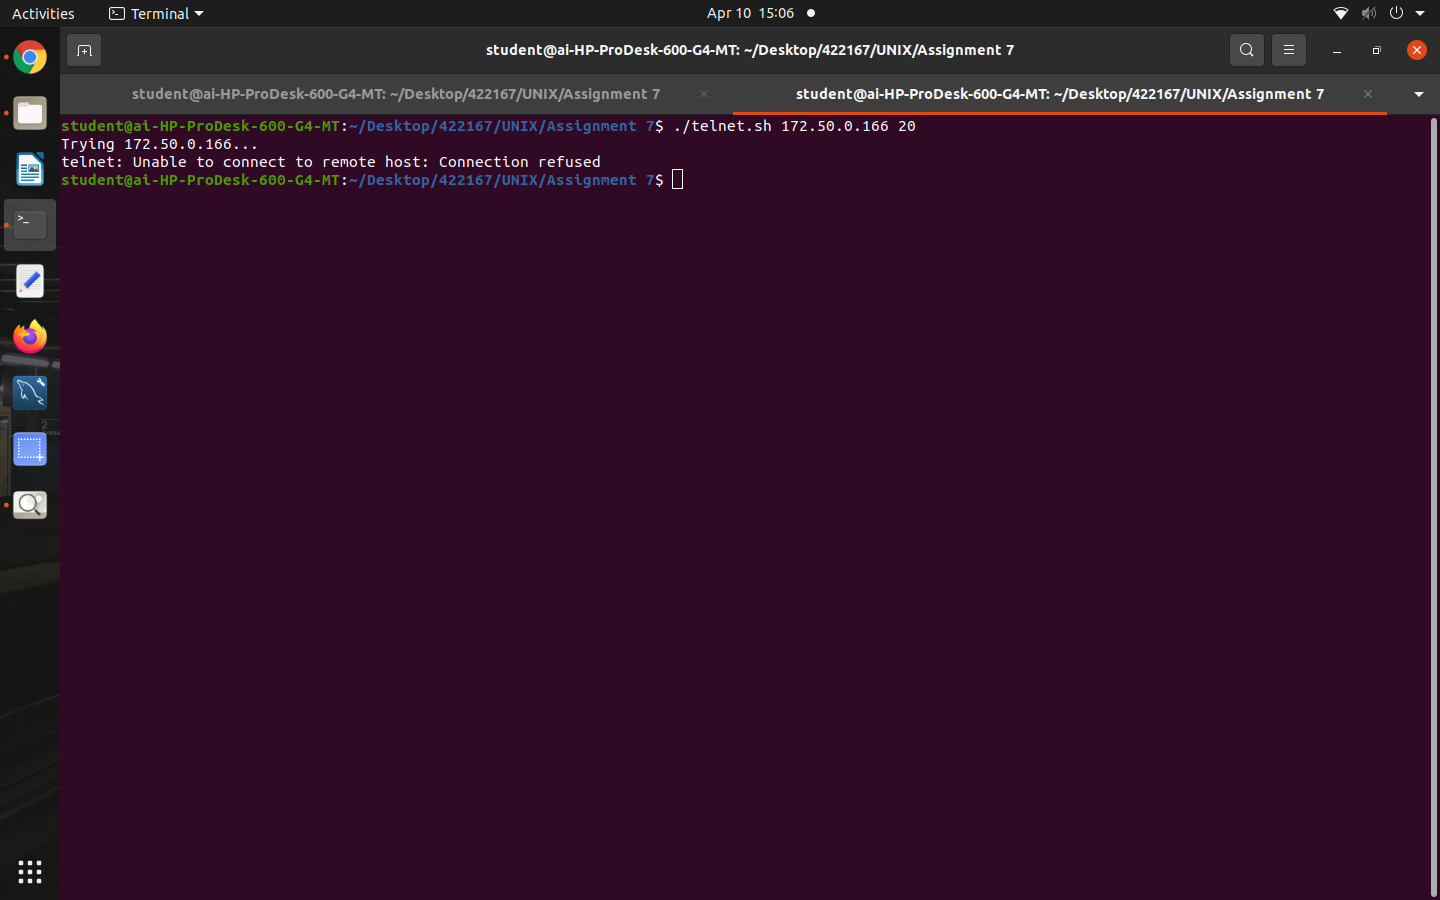 Activities Terminal Apr 10 15:06
student@ai-HP-ProDesk-600-G4-MT: ~/Desktop/422167/UNIX/Assignment 7
student@ai-HP-ProDesk-600-G4-MT: ~/Desktop/422167/UNIX/Assignment 7 student@ai-HP-ProDesk-600-G4-MT: ~/Desktop/422167/UNIX/Assignment 7
student@ai-HP-ProDesk-600-G4-MT:~/Desktop/422167/UNIX/Assignment 7$ ./telnet.sh 172.50.0.166 20
Trying 172.50.0.166...
telnet: Unable to connect to remote host: Connection refused
student@ai-HP-ProDesk-600-G4-MT:~/Desktop/422167/UNIX/Assignment 7$